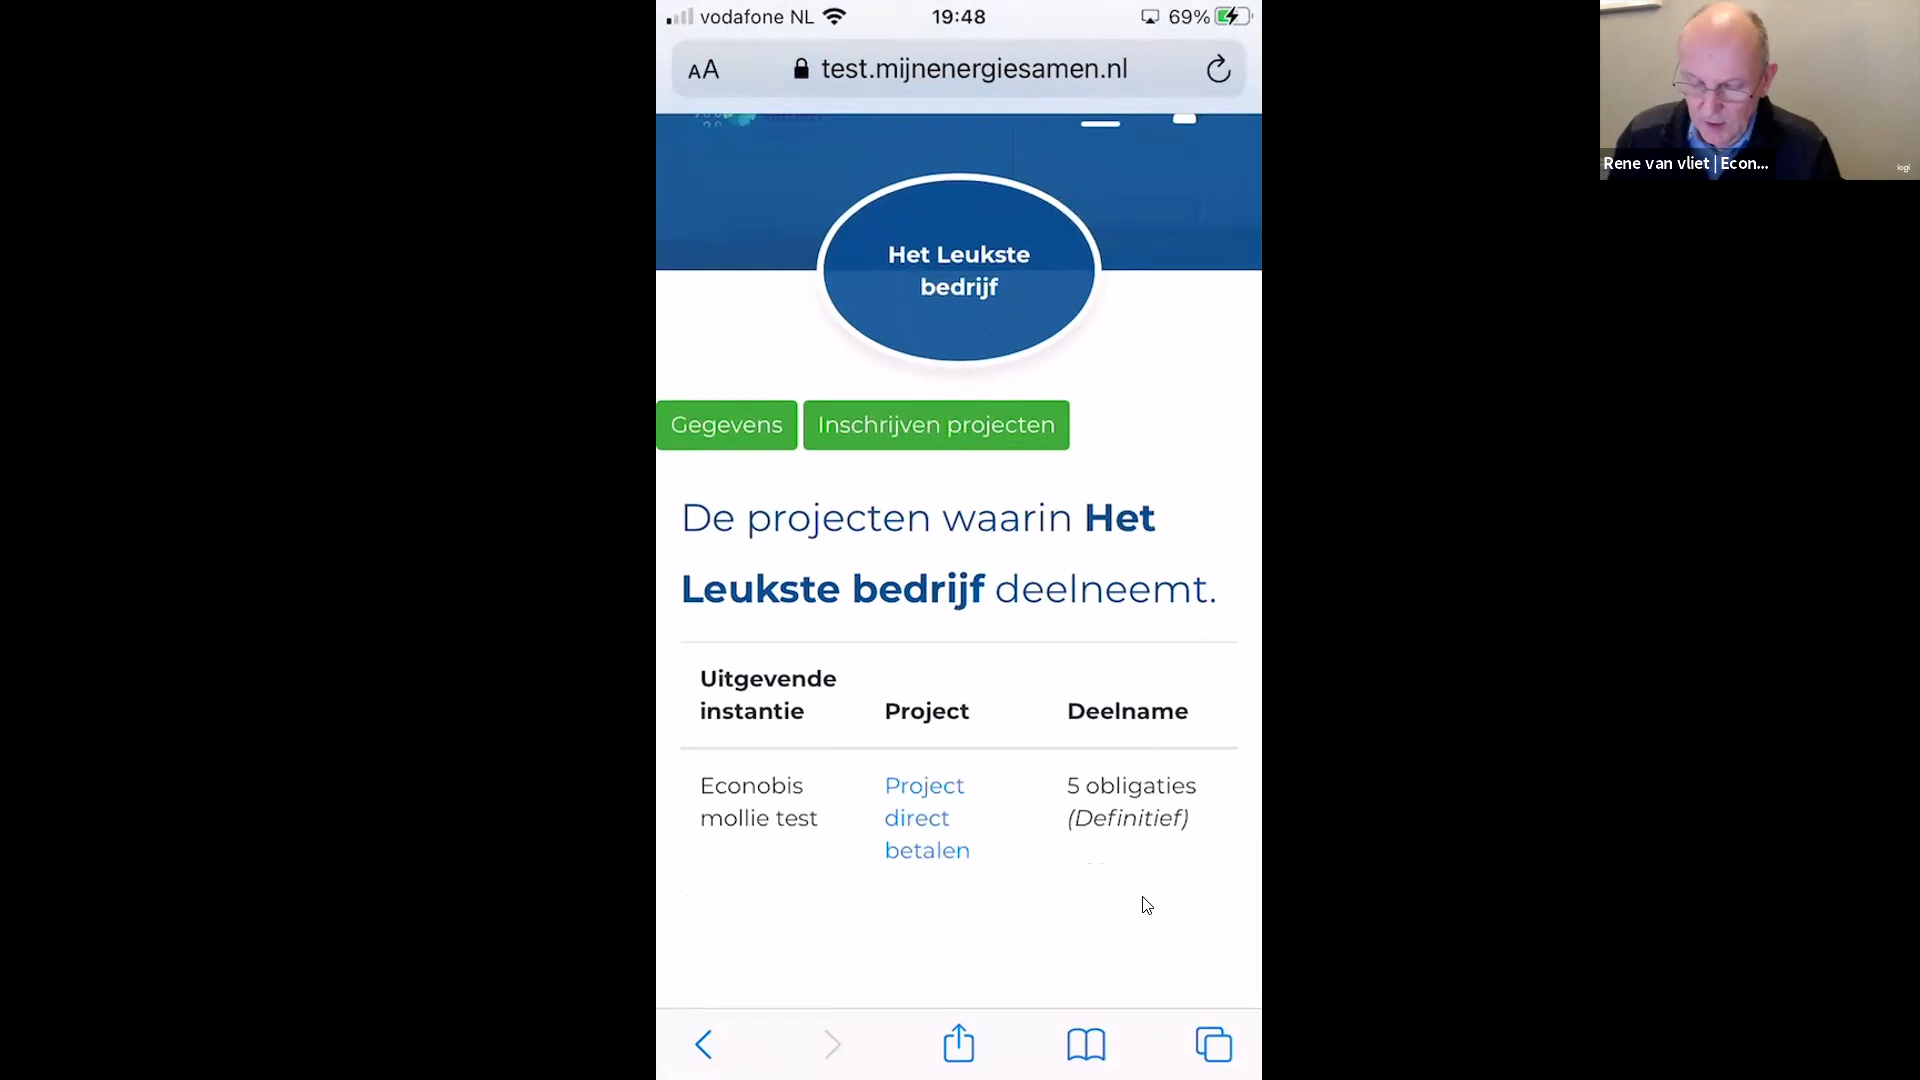 vodafone NL
19:48
69%
AA
test.mijnenergiesamen.nl
Rene van vliet | Econ...
logi
Het Leukste
bedrijf
Gegevens
Inschrijven projecten
De projecten waarin Het
Leukste bedrijf deelneemt.
Uitgevende
instantie
Project
Deelname
Econobis
mollie test
Project
direct
betalen
5 obligaties
(Definitief)